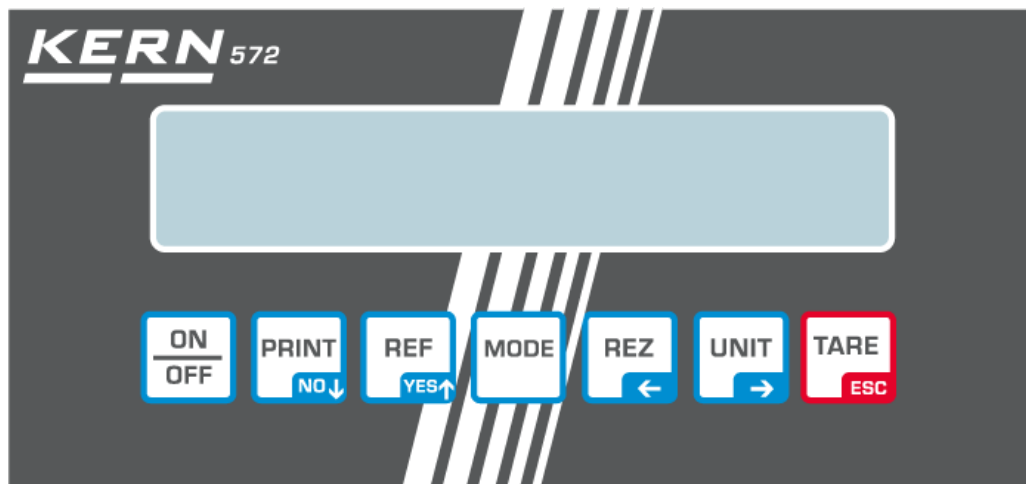 KERN 572
ON
OFF
PRINT
NO↓
REF
YES↑
MODE
REZ
←
UNIT
→
TARE
ESC